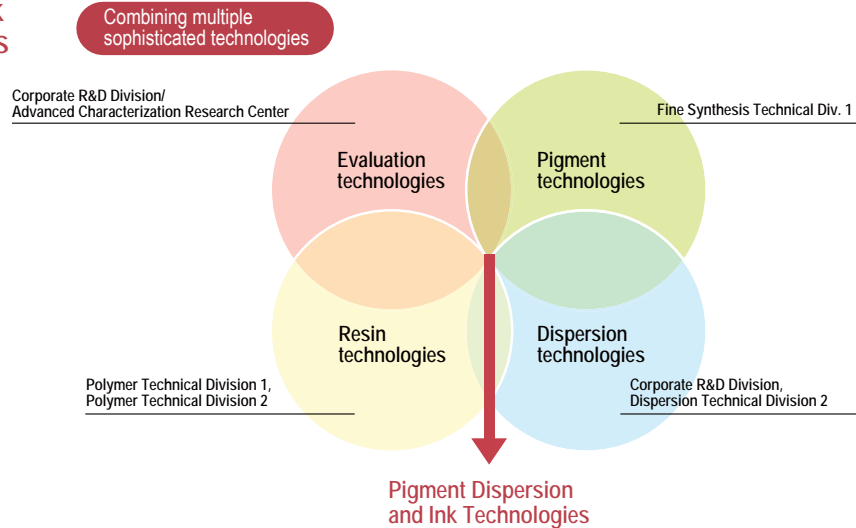 Combining multiple
sophisticated technologies
Corporate R&D Division/
Advanced Characterization Research Center
Fine Synthesis Technical Div. 1
Evaluation
technologies
Pigment
technologies
Resin
technologies
Dispersion
technologies
Polymer Technical Division 1,
Polymer Technical Division 2
Corporate R&D Division,
Dispersion Technical Division 2
Pigment Dispersion
and Ink Technologies